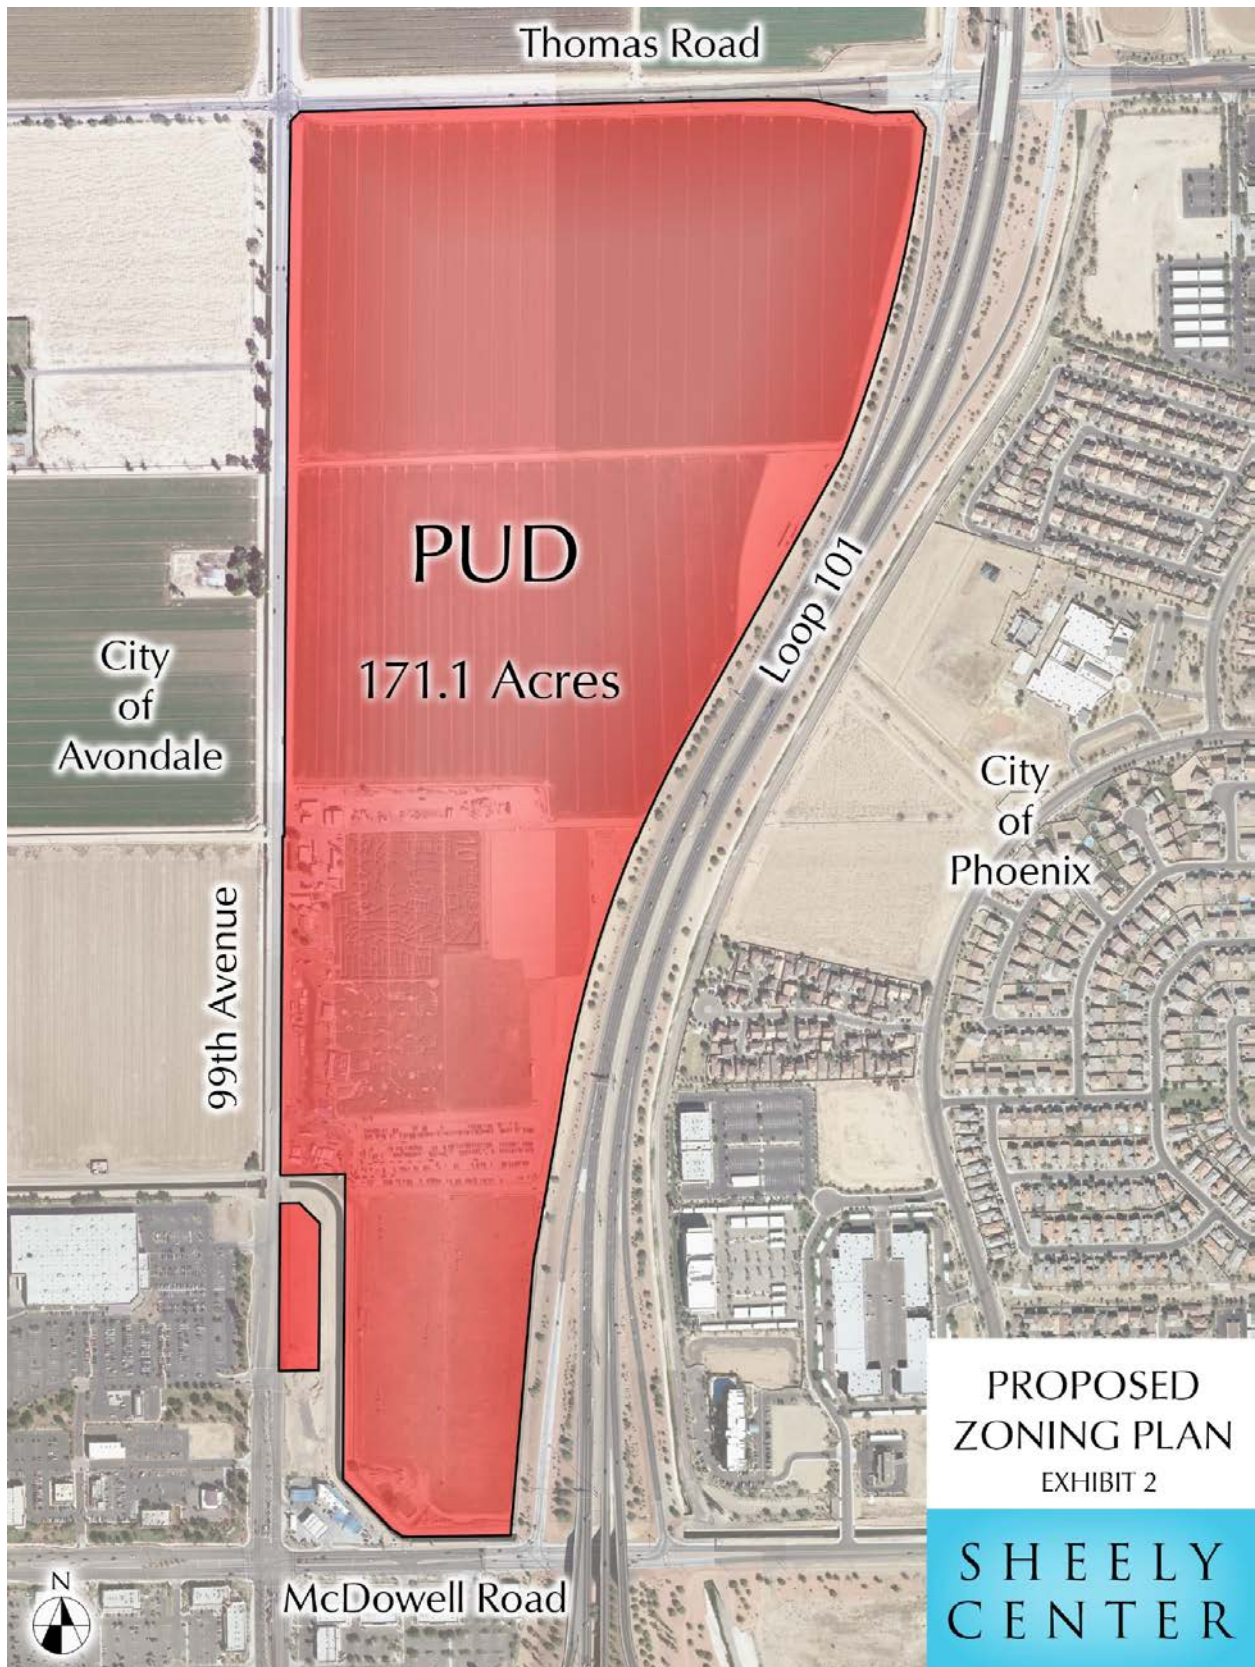 Thomas Road
PUD
171.1 Acres
Loop 101
City
of
Avondale
City
of
Phoenix
99th Avenue
PROPOSED
ZONING PLAN
EXHIBIT 2
N
McDowell Road
SHEELY
CENTER